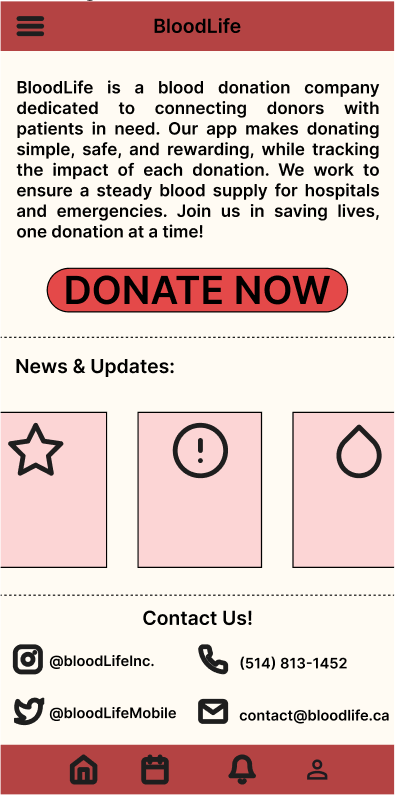 BloodLife
BloodLife is a blood donation company
dedicated to connecting donors with
patients in need. Our app makes donating
simple, safe, and rewarding, while tracking
the impact of each donation. We work to
ensure a steady blood supply for hospitals
and emergencies. Join us in saving lives,
one donation at a time!
DONATE NOW
News & Updates:
Contact Us!
@bloodLifeInc.
(514) 813-1452
@bloodLifeMobile
contact@bloodlife.ca